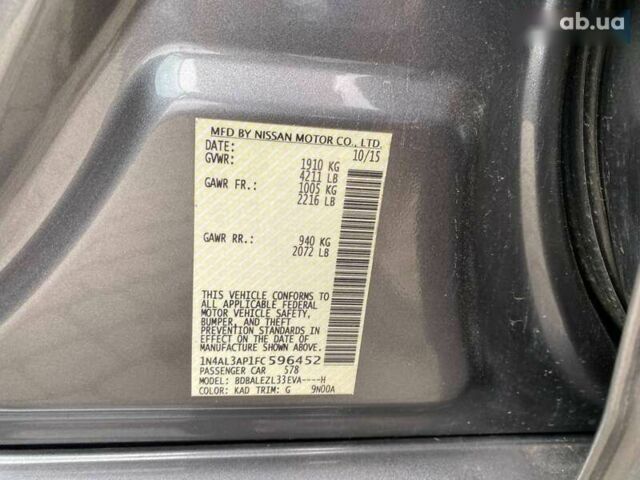 ab.ua
MFD BY NISSAN MOTOR CO., LTD.
DATE: 10/15
GVWR: 1910 KG
4211 LB
GAWR FR.: 1005 KG
2216 LB
GAWR RR.: 940 KG
2072 LB
THIS VEHICLE CONFORMS TO
ALL APPLICABLE FEDERAL
MOTOR VEHICLE SAFETY,
BUMPER, AND THEFT
PREVENTION STANDARDS IN
EFFECT ON THE DATE OF
MANUFACTURE SHOWN ABOVE.
1N4AL3AP1FC596452
PASSENGER CAR 578
MODEL: BDBALEZL33EVA----H
COLOR: KAD TRIM: G 9N00A